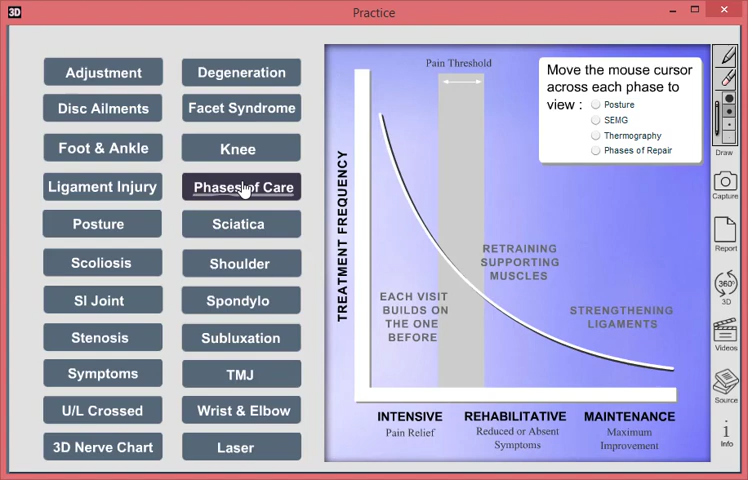 3D
Practice
Adjustment
Degeneration
Disc Ailments
Facet Syndrome
Foot & Ankle
Knee
Ligament Injury
Phases of Care
Posture
Sciatica
Scoliosis
Shoulder
SI Joint
Spondylo
Stenosis
Subluxation
Symptoms
TMJ
U/L Crossed
Wrist & Elbow
3D Nerve Chart
Laser
Pain Threshold
Move the mouse cursor
across each phase to
view :
Posture
SEMG
Thermography
Phases of Repair
TREATMENT FREQUENCY
RETRAINING
SUPPORTING
MUSCLES
EACH VISIT
BUILDS ON
THE ONE
BEFORE
STRENGTHENING
LIGAMENTS
INTENSIVE
Pain Relief
REHABILITATIVE
Reduced or Absent
Symptoms
MAINTENANCE
Maximum
Improvement
Draw
Capture
Report
360°
3D
Videos
Source
i
Info